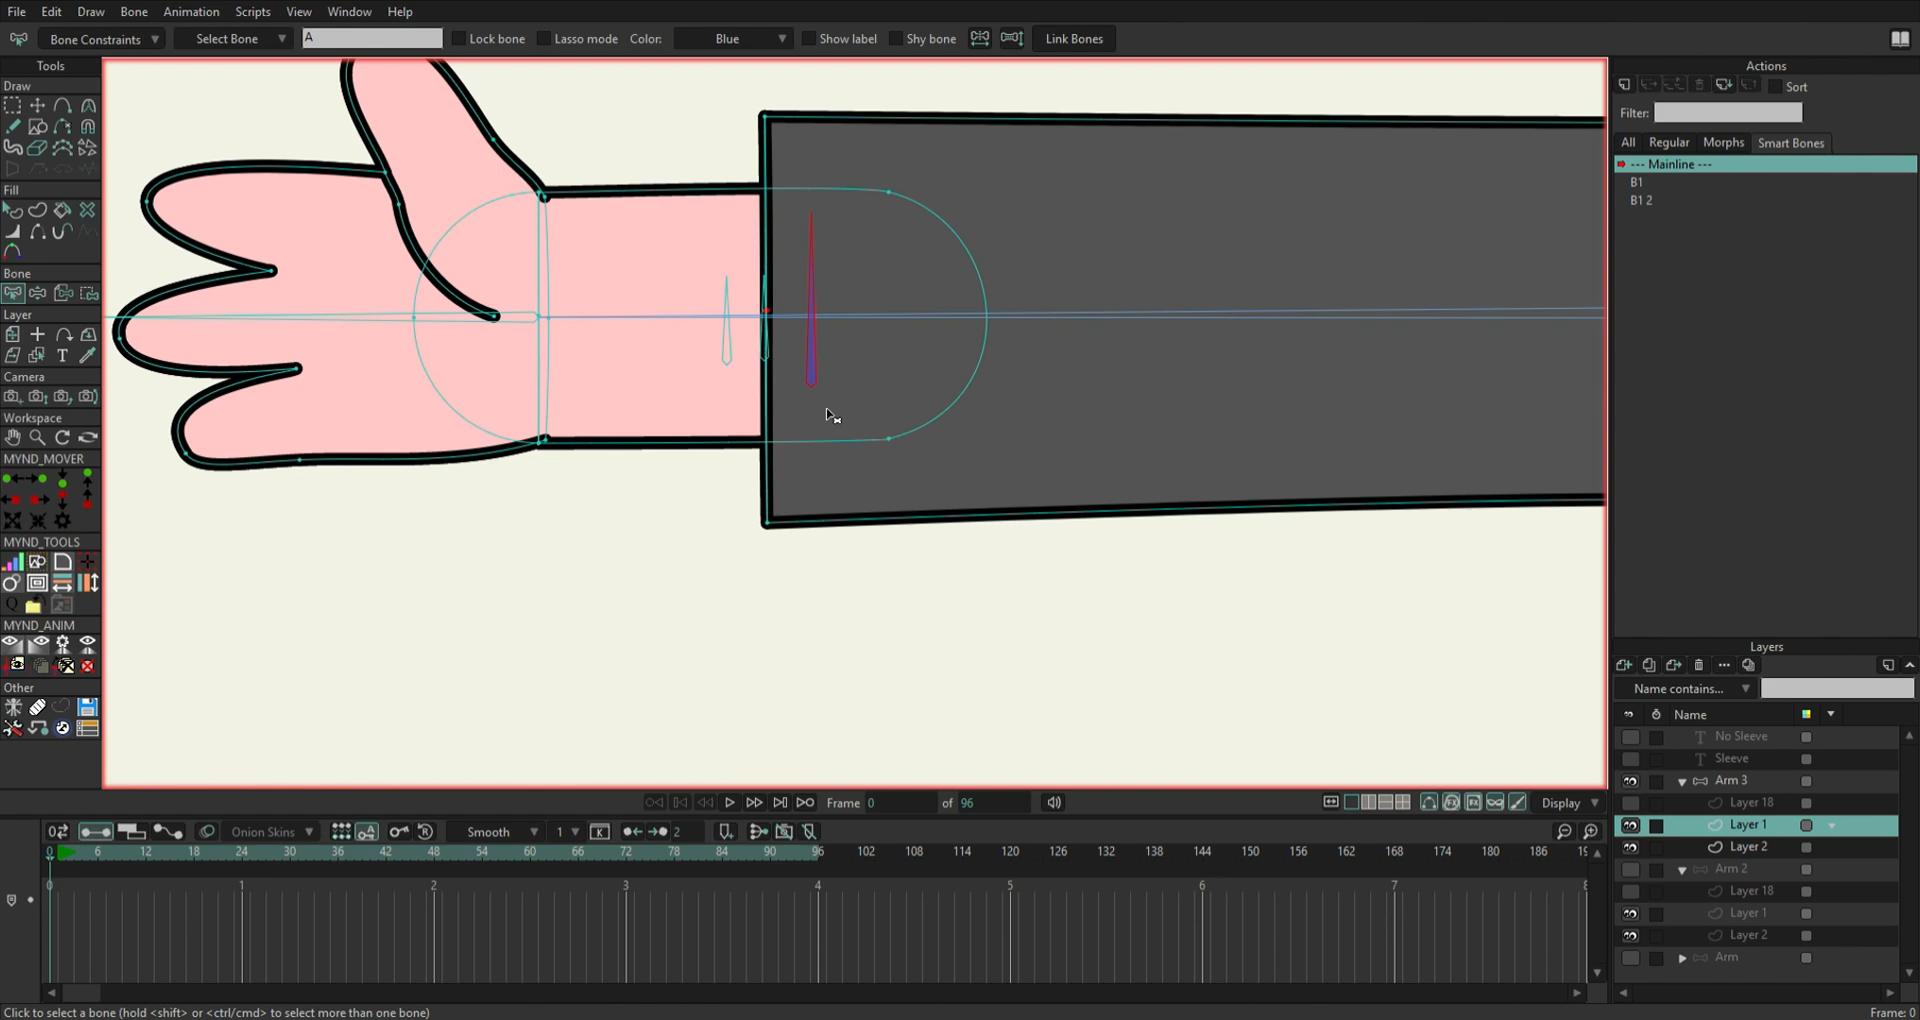 File Edit Draw Bone Animation Scripts View Window Help
Bone Constraints Select Bone A Lock bone Lasso mode Color: Blue Show label Shy bone Link Bones
Tools
Draw
Fill
Bone
Layer
T
Camera
Workspace
MYND_MOVER
MYND_TOOLS
Q
MYND_ANIM
Other
Actions
Sort
Filter:
All Regular Morphs Smart Bones
--- Mainline ---
B1
B1 2
Layers
Name contains...
Name
T No Sleeve
T Sleeve
Arm 3
Layer 18
Layer 1
Layer 2
Arm 2
Layer 18
Layer 1
Layer 2
Arm
Frame 0 of 96 Display
Onion Skins Smooth 1 K 2
0 6 12 18 24 30 36 42 48 54 60 66 72 78 84 90 96 102 108 114 120 126 132 138 144 150 156 162 168 174 180 186 19
0 1 2 3 4 5 6 7 8
Click to select a bone (hold <shift> or <ctrl/cmd> to select more than one bone) Frame: 0